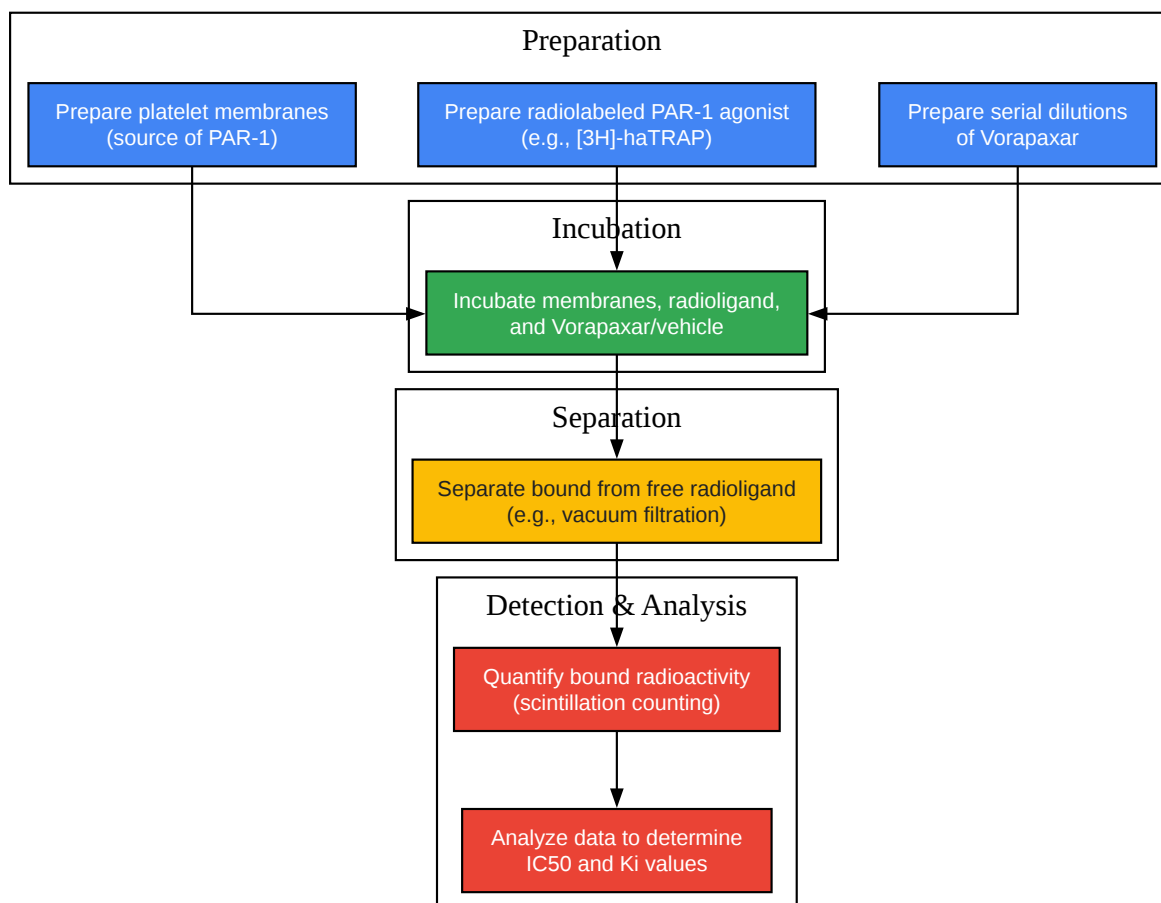 Preparation
Prepare platelet membranes
(source of PAR-1)
Prepare radiolabeled PAR-1 agonist
(e.g., [3H]-haTRAP)
Prepare serial dilutions
of Vorapaxar
Incubation
Incubate membranes, radioligand,
and Vorapaxar/vehicle
Separation
Separate bound from free radioligand
(e.g., vacuum filtration)
Detection & Analysis
Quantify bound radioactivity
(scintillation counting)
Analyze data to determine
IC50 and Ki values